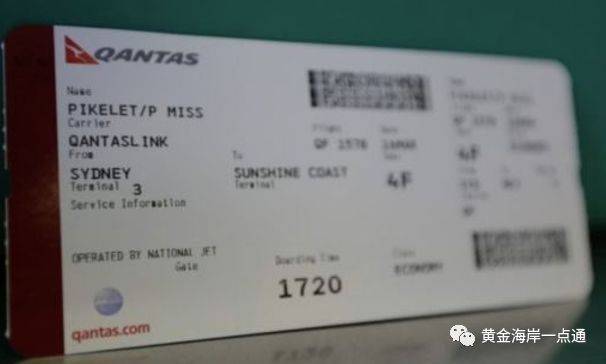 QANTAS
Name
PIKELET/P MISS
Carrier
QANTASLINK
From
SYDNEY
Terminal 3
Service Information
Flight
QF 1576
To
SUNSHINE COAST
Terminal
4F
4F
OPERATED BY NATIONAL JET
Gate
Boarding Time
1720
Class
ECONOMY
qantas.com
黄金海岸一点通